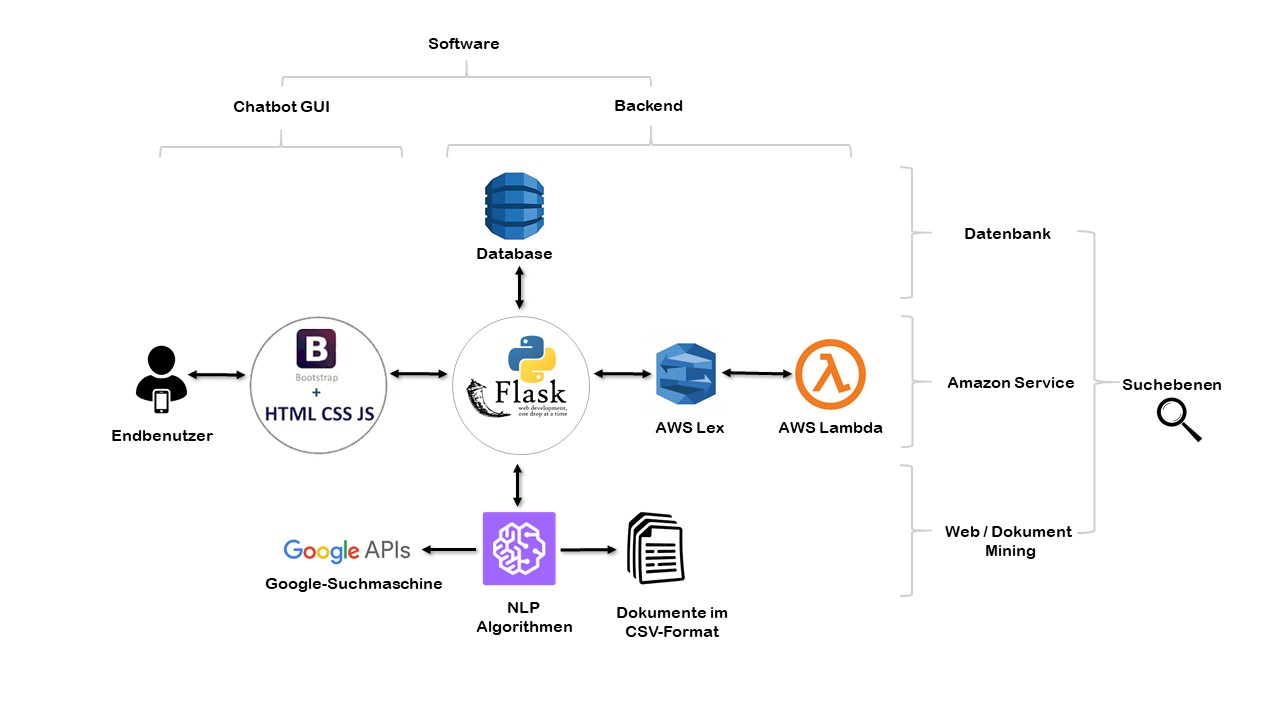 Software
Chatbot GUI
Backend
Database
Datenbank
B
Bootstrap
+
HTML CSS JS
Flask
web development,
one drop at a time
Endbenutzer
AWS Lex
AWS Lambda
Amazon Service
Suchebenen
Google APIs
Google-Suchmaschine
NLP
Algorithmen
Dokumente im
CSV-Format
Web / Dokument
Mining